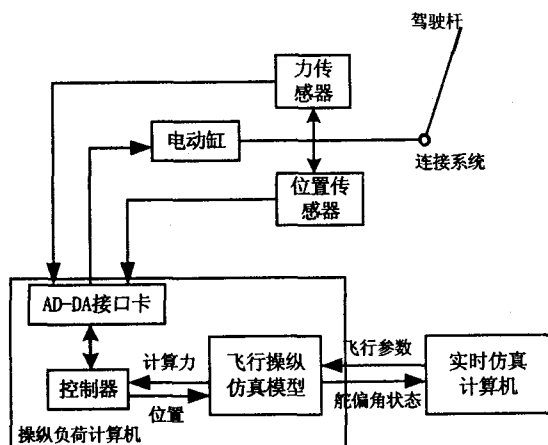 驾驶杆
力传
感器
电动缸
连接系统
位置传
感器
AD-DA接口卡
计算力
飞行操纵
仿真模型
飞行参数
实时仿真
计算机
控制器
位置
舵偏角状态
操纵负荷计算机